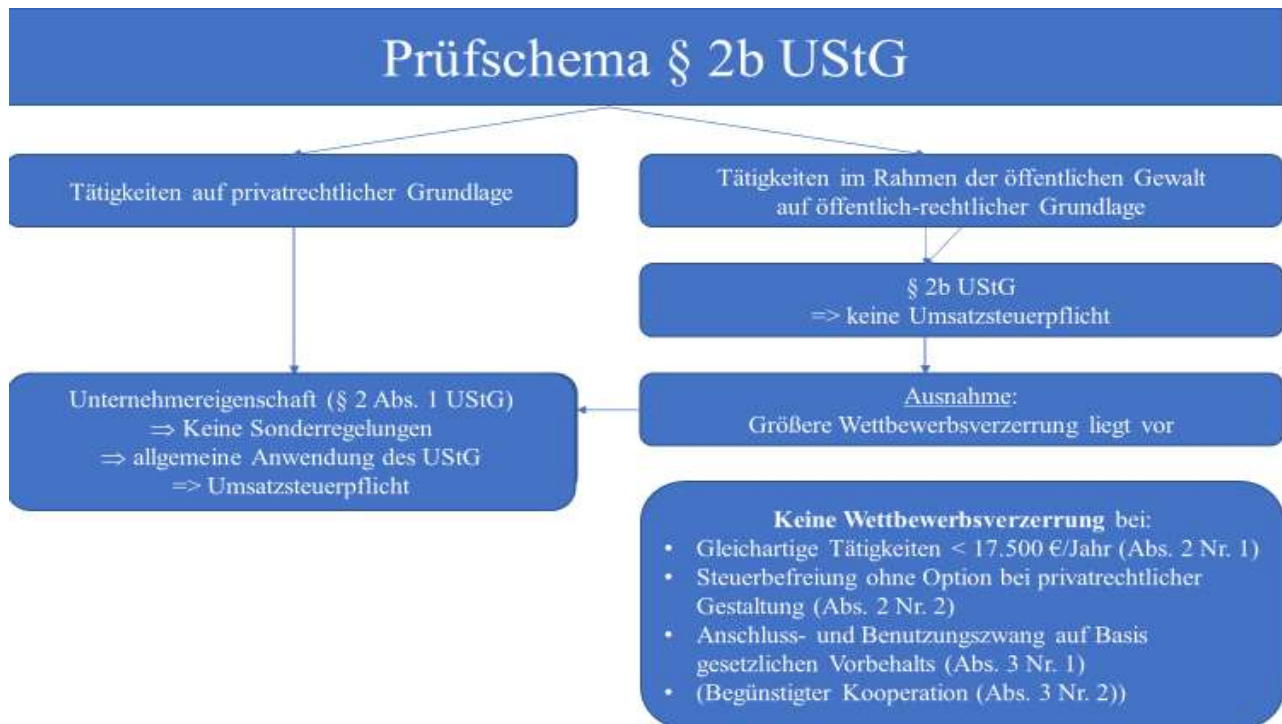 Prüfschema § 2b UStG
Tätigkeiten auf privatrechtlicher Grundlage
Tätigkeiten im Rahmen der öffentlichen Gewalt
auf öffentlich-rechtlicher Grundlage
§ 2b UStG
=> keine Umsatzsteuerpflicht
Unternehmereigenschaft (§ 2 Abs. 1 UStG)
⇒ Keine Sonderregelungen
⇒ allgemeine Anwendung des UStG
=> Umsatzsteuerpflicht
Ausnahme:
Größere Wettbewerbsverzerrung liegt vor
Keine Wettbewerbsverzerrung bei:
• Gleichartige Tätigkeiten < 17.500 €/Jahr (Abs. 2 Nr. 1)
• Steuerbefreiung ohne Option bei privatrechtlicher
Gestaltung (Abs. 2 Nr. 2)
• Anschluss- und Benutzungszwang auf Basis
gesetzlichen Vorbehalts (Abs. 3 Nr. 1)
• (Begünstigter Kooperation (Abs. 3 Nr. 2))